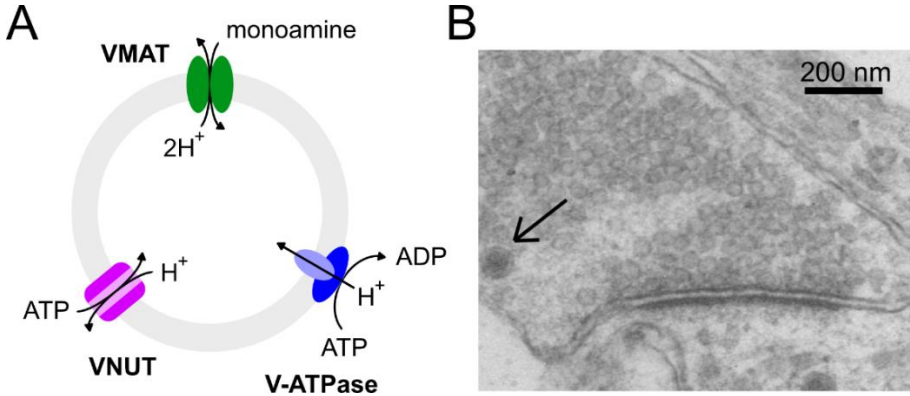 A
VMAT
monoamine
2H+
ATP
H+
VNUT
ADP
H+
ATP
V-ATPase
B
200 nm